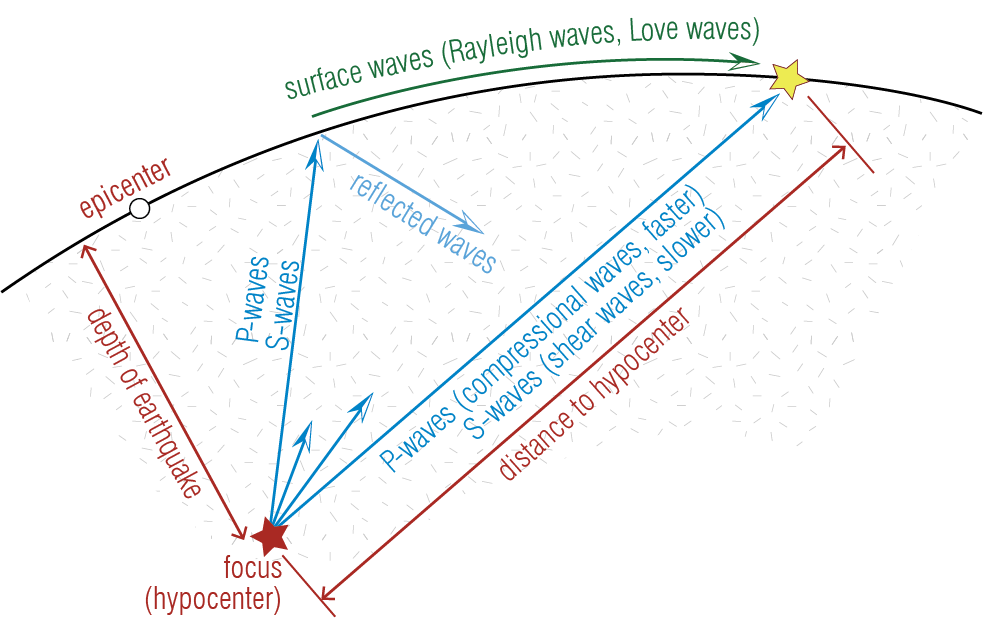 surface waves (Rayleigh waves, Love waves)
epicenter
reflected waves
P-waves
S-waves
depth of earthquake
P-waves (compressional waves, faster)
S-waves (shear waves, slower)
distance to hypocenter
focus
(hypocenter)